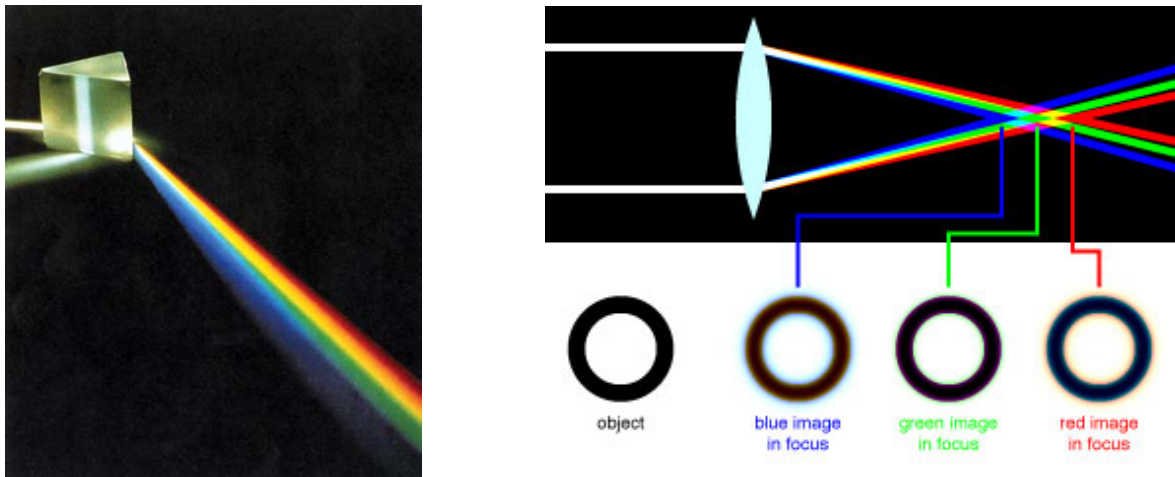 object
blue image
in focus
green image
in focus
red image
in focus